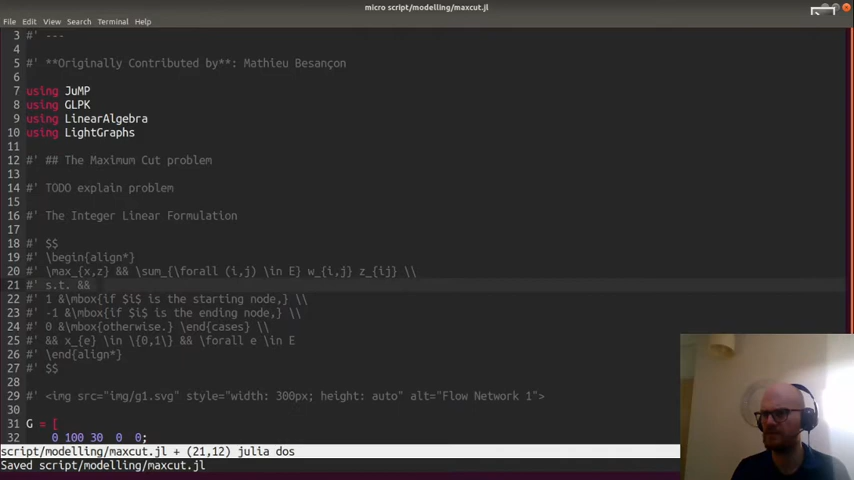 micro script/modelling/maxcut.jl
File Edit View Search Terminal Help
3 #' ---
4
5 #' **Originally Contributed by**: Mathieu Besançon
6
7 using JuMP
8 using GLPK
9 using LinearAlgebra
10 using LightGraphs
11
12 #' ## The Maximum Cut problem
13
14 #' TODO explain problem
15
16 #' The Integer Linear Formulation
17
18 #' $$
19 #' \begin{align*}
20 #' \max_{x,z} && \sum_{\forall (i,j) \in E} w_{i,j} z_{ij} \\
21 #' s.t. &&
22 #' 1 &\mbox{if $i$ is the starting node,} \\
23 #' -1 &\mbox{if $i$ is the ending node,} \\
24 #' 0 &\mbox{otherwise.} \end{cases} \\
25 #' && x_{e} \in \{0,1\} && \forall e \in E
26 #' \end{align*}
27 #' $$
28
29 #' <img src="img/g1.svg" style="width: 300px; height: auto" alt="Flow Network 1">
30
31 G = [
32 0 100 30 0 0;
script/modelling/maxcut.jl + (21,12) julia dos
Saved script/modelling/maxcut.jl